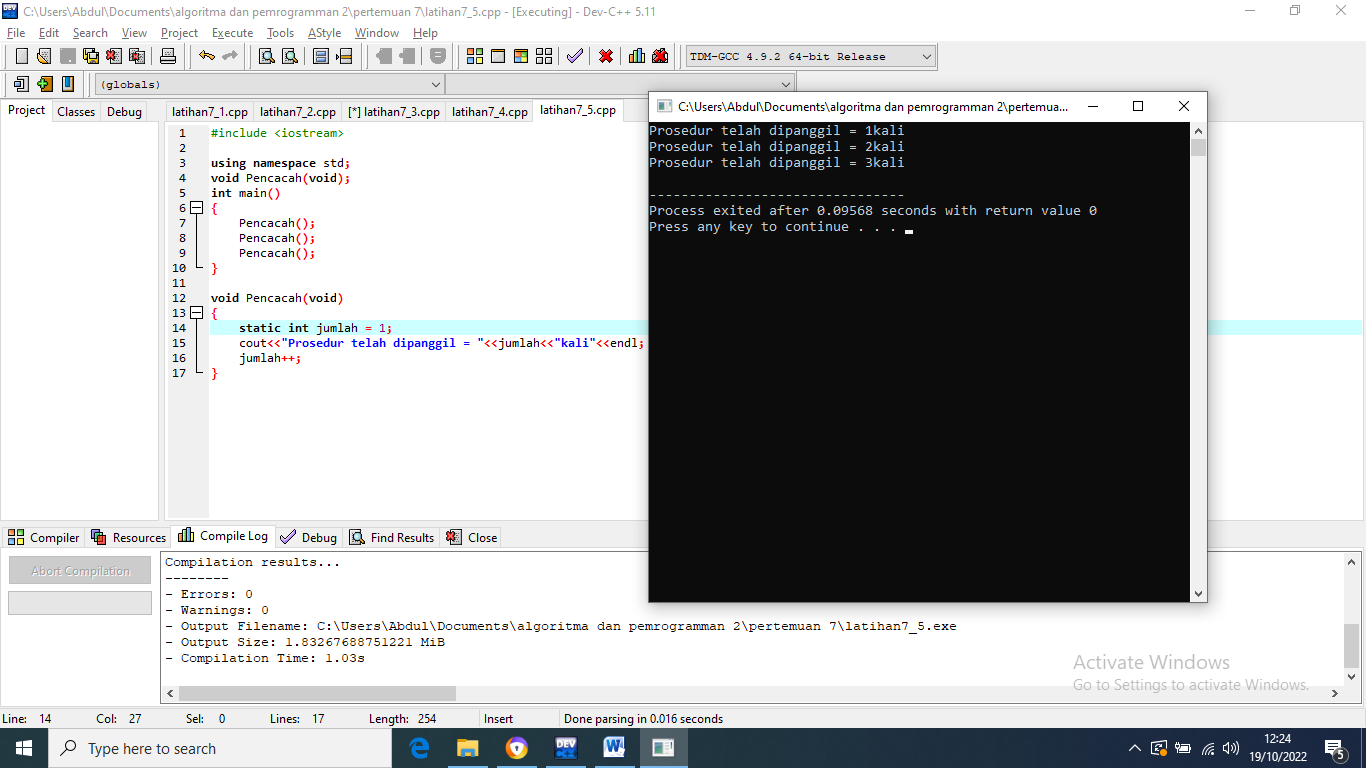 C:\Users\Abdul\Documents\algoritma dan pemrogramman 2\pertemuan 7\latihan7_5.cpp - [Executing] - Dev-C++ 5.11
File Edit Search View Project Execute Tools AStyle Window Help
TDM-GCC 4.9.2 64-bit Release
(globals)
Project Classes Debug
latihan7_1.cpp latihan7_2.cpp [*] latihan7_3.cpp latihan7_4.cpp latihan7_5.cpp
1 #include <iostream>
2
3 using namespace std;
4 void Pencacah(void);
5 int main()
6 {
7 Pencacah();
8 Pencacah();
9 Pencacah();
10 }
11
12 void Pencacah(void)
13 {
14 static int jumlah = 1;
15 cout<<"Prosedur telah dipanggil = "<<jumlah<<"kali"<<endl;
16 jumlah++;
17 }
C:\Users\Abdul\Documents\algoritma dan pemrogramman 2\pertemua...
Prosedur telah dipanggil = 1kali
Prosedur telah dipanggil = 2kali
Prosedur telah dipanggil = 3kali
--------------------------------
Process exited after 0.09568 seconds with return value 0
Press any key to continue . . .
Compiler Resources Compile Log Debug Find Results Close
Abort Compilation
Compilation results...
--------
- Errors: 0
- Warnings: 0
- Output Filename: C:\Users\Abdul\Documents\algoritma dan pemrogramman 2\pertemuan 7\latihan7_5.exe
- Output Size: 1.83267688751221 MiB
- Compilation Time: 1.03s
Activate Windows
Go to Settings to activate Windows.
Line: 14 Col: 27 Sel: 0 Lines: 17 Length: 254 Insert Done parsing in 0.016 seconds
Type here to search
DEV
W
12:24
19/10/2022
5